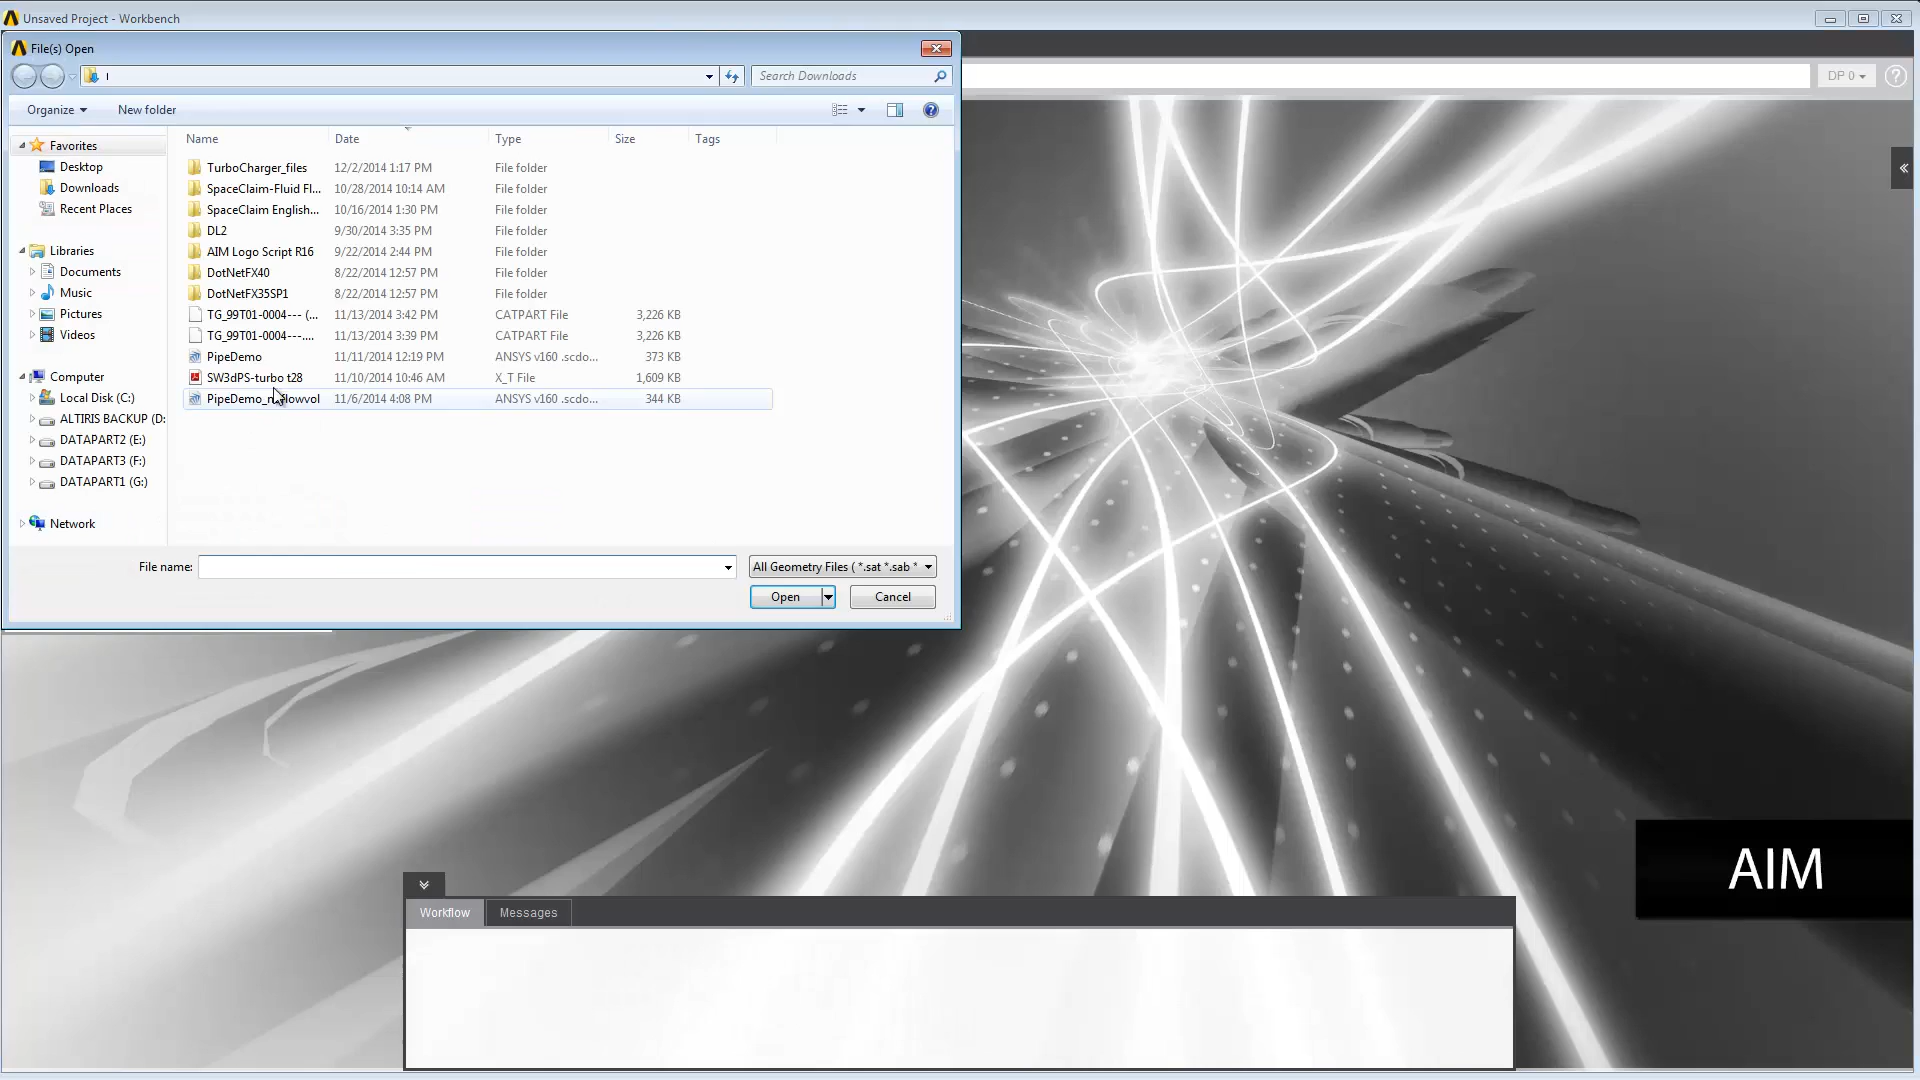 Unsaved Project - Workbench
File(s) Open
Search Downloads
DP 0
Organize
New folder
Name Date Type Size Tags
Favorites
Desktop
Downloads
Recent Places
Libraries
Documents
Music
Pictures
Videos
Computer
Local Disk (C:)
ALTIRIS BACKUP (D:
DATAPART2 (E:)
DATAPART3 (F:)
DATAPART1 (G:)
Network
TurboCharger_files 12/2/2014 1:17 PM File folder
SpaceClaim-Fluid Fl... 10/28/2014 10:14 AM File folder
SpaceClaim English... 10/16/2014 1:30 PM File folder
DL2 9/30/2014 3:35 PM File folder
AIM Logo Script R16 9/22/2014 2:44 PM File folder
DotNetFX40 8/22/2014 12:57 PM File folder
DotNetFX35SP1 8/22/2014 12:57 PM File folder
TG_99T01-0004--- (... 11/13/2014 3:42 PM CATPART File 3,226 KB
TG_99T01-0004---.... 11/13/2014 3:39 PM CATPART File 3,226 KB
PipeDemo 11/11/2014 12:19 PM ANSYS v160 .scdo... 373 KB
SW3dPS-turbo t28 11/10/2014 10:46 AM X_T File 1,609 KB
11/6/2014 4:08 PM ANSYS v160 .scdo... 344 KB
File name:
All Geometry Files ( *.sat *.sab *
Open
Cancel
AIM
Workflow
Messages